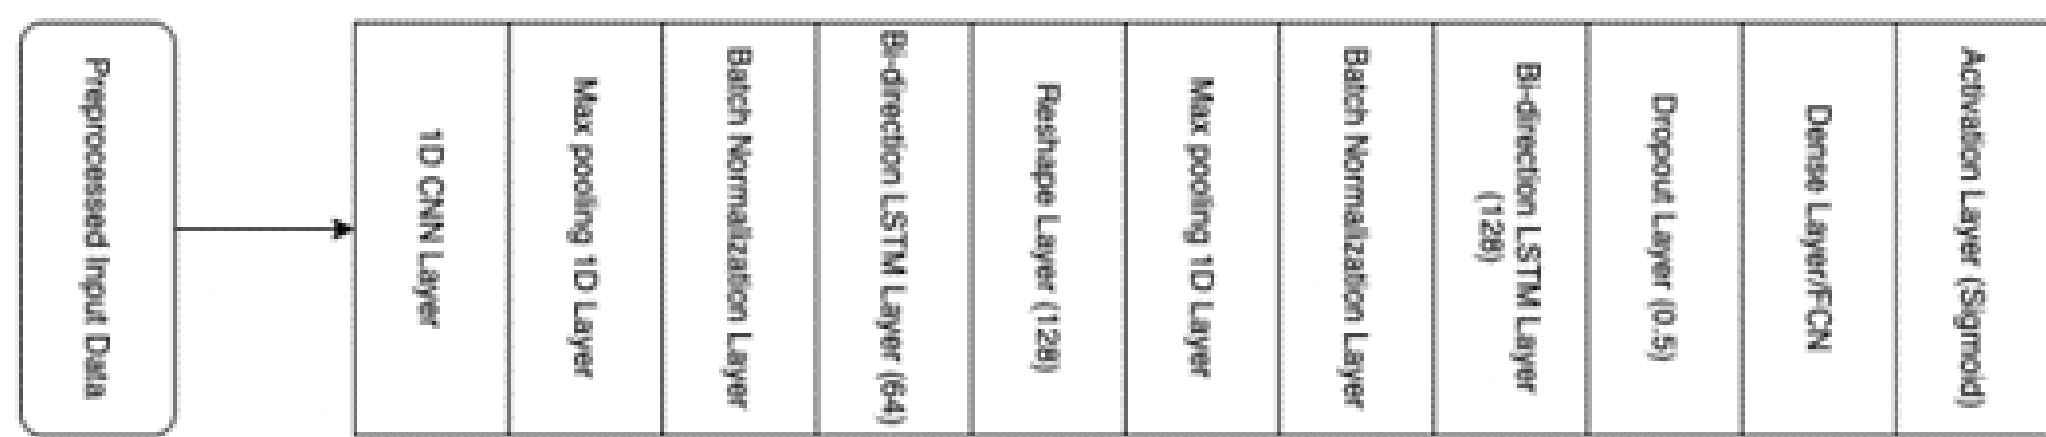 Preprocessed Input Data
1D CNN Layer
Max pooling 1D Layer
Batch Normalization Layer
Bi-direction LSTM Layer (64)
Reshape Layer (128)
Max pooling 1D Layer
Batch Normalization Layer
Bi-direction LSTM Layer
(128)
Dropout Layer (0.5)
Dense Layer/FCN
Activation Layer (Sigmoid)